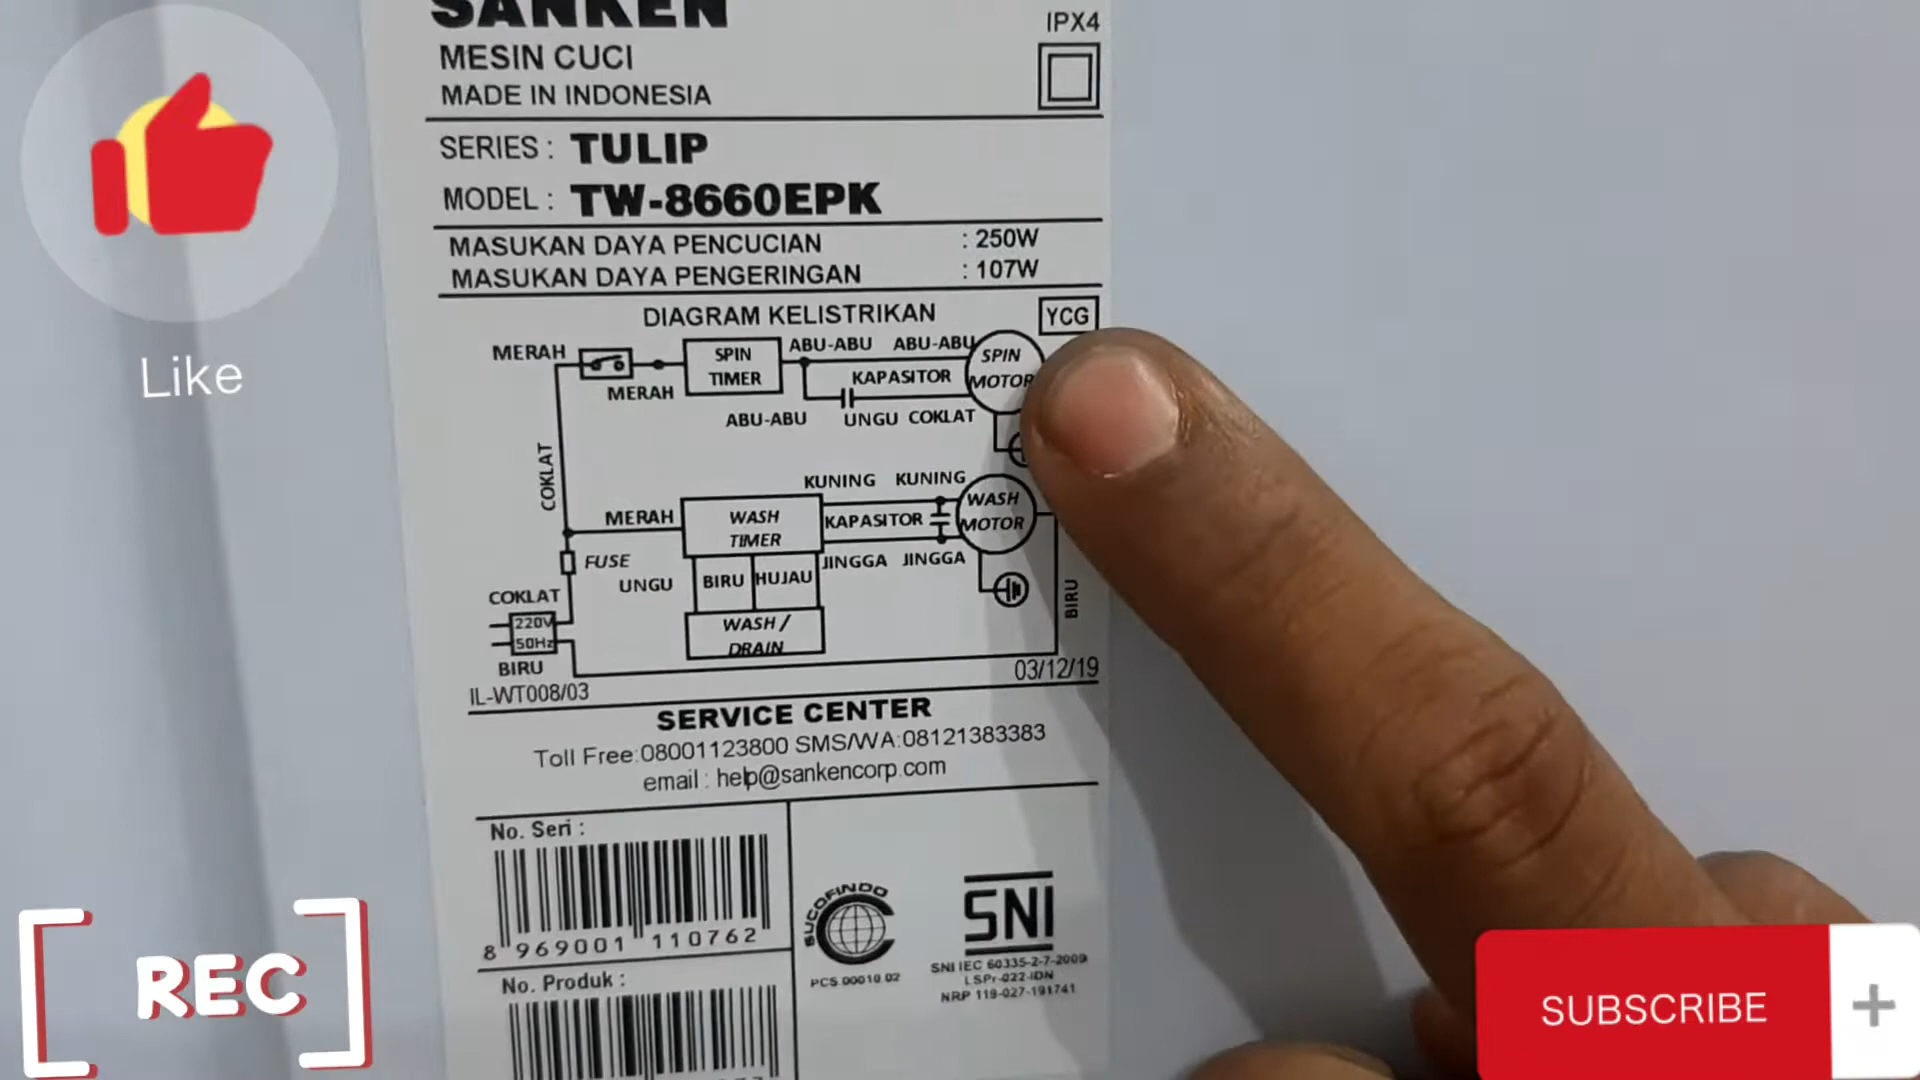 SANKEN
IPX4
MESIN CUCI
MADE IN INDONESIA
SERIES : TULIP
MODEL : TW-8660EPK
MASUKAN DAYA PENCUCIAN : 250W
MASUKAN DAYA PENGERINGAN : 107W
DIAGRAM KELISTRIKAN
YCG
MERAH
SPIN
TIMER
ABU-ABU ABU-ABU
SPIN
MOTOR
MERAH
KAPASITOR
ABU-ABU
UNGU COKLAT
COKLAT
KUNING KUNING
MERAH
WASH
TIMER
KAPASITOR
WASH
MOTOR
FUSE
UNGU
BIRU
HUJAU
JINGGA JINGGA
BIRU
COKLAT
220V
50Hz
BIRU
WASH /
DRAIN
03/12/19
IL-WT008/03
SERVICE CENTER
Toll Free:08001123800 SMS/WA:08121383383
email : help@sankencorp.com
No. Seri :
8 969001 110762
SUCOFINDO
PCS 00010 02
SNI
SNI IEC 60335-2-7-2009
LSPr-022-IDN
NRP 119-027-191741
No. Produk :
Like
REC
SUBSCRIBE +